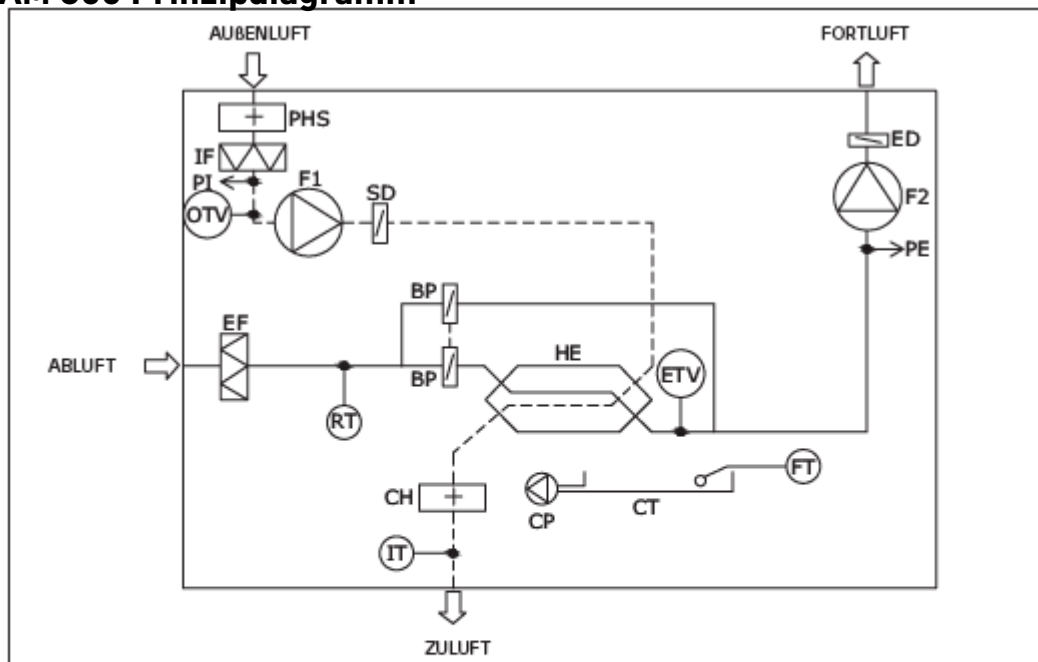 AUßENLUFT
FORTLUFT
PHS
ED
IF
PI
F1
SD
F2
OTV
PE
BP
EF
HE
ABLUFT
BP
ETV
RT
FT
CH
CP
CT
IT
ZULUFT